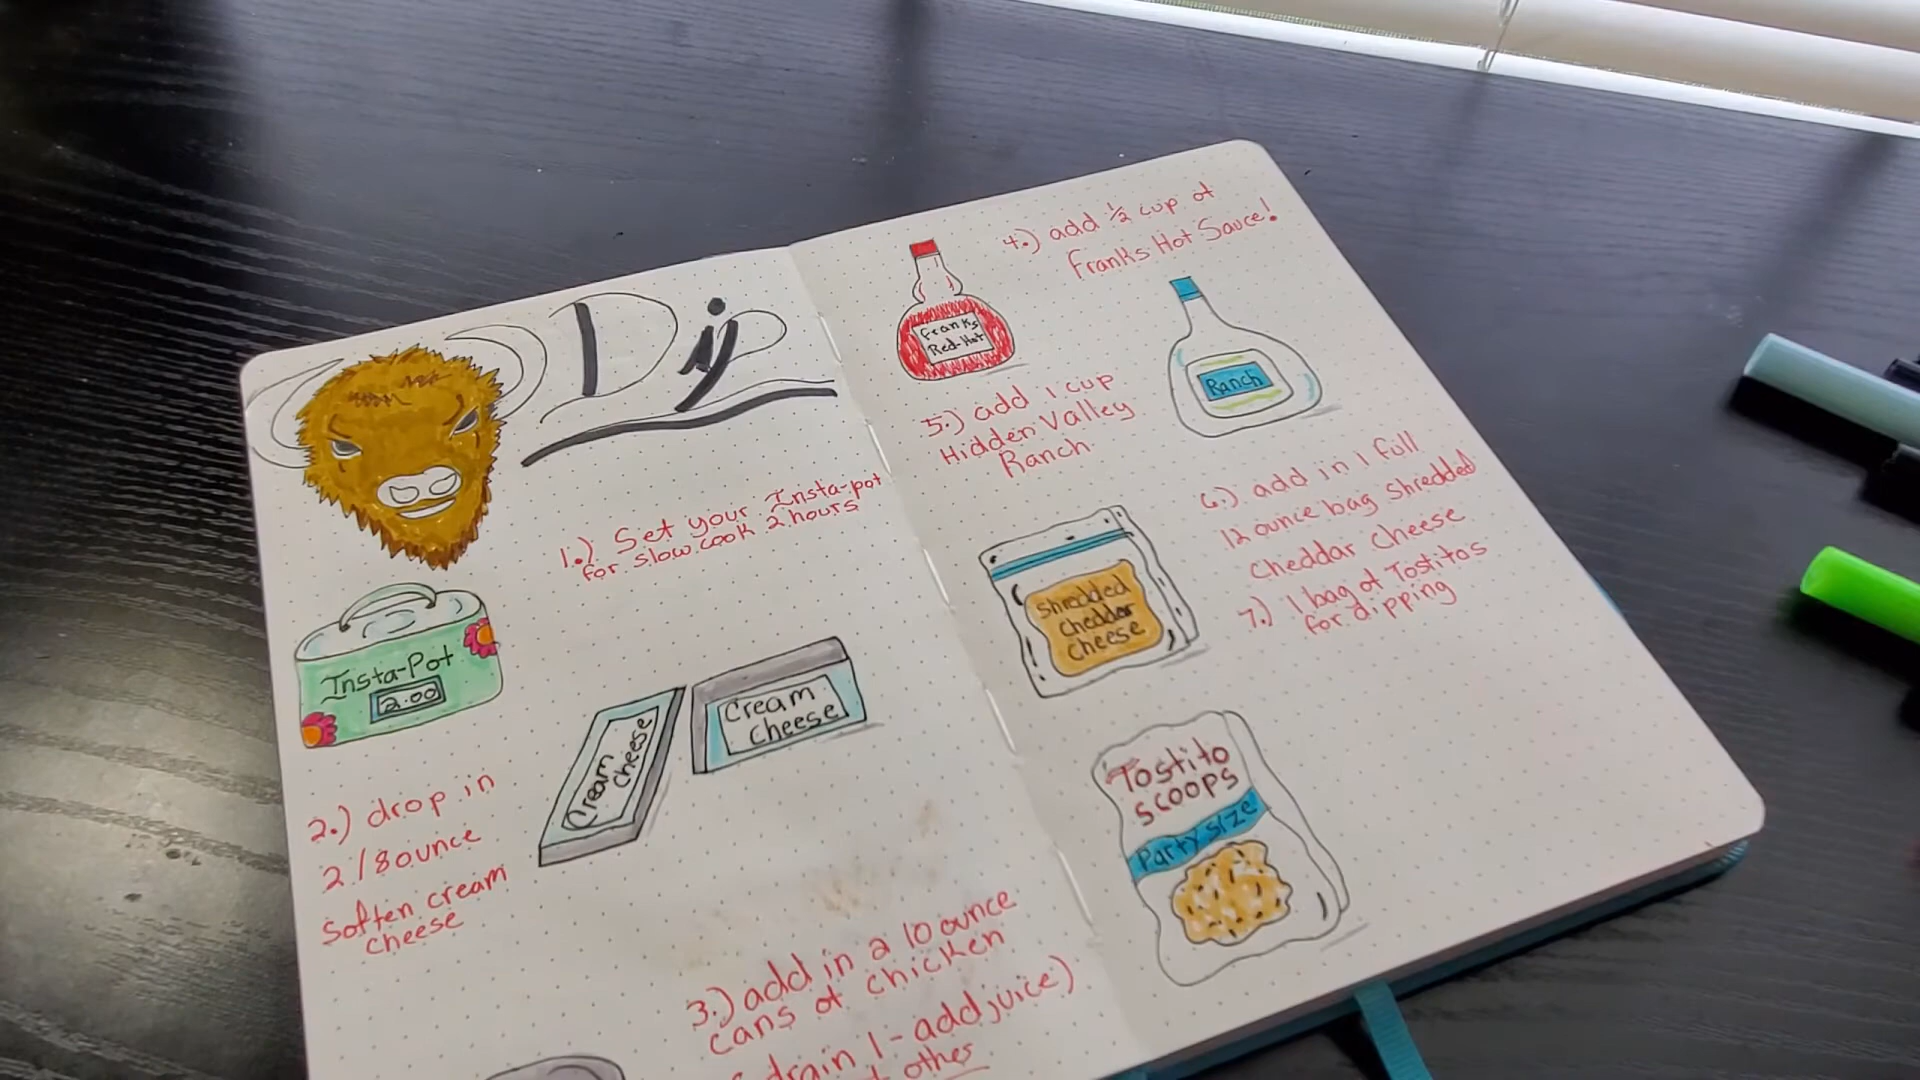 Dip
1.) Set your Insta-pot
for slow cook 2 hours
Insta-Pot
2.00
Cream
Cheese
Cream
Cheese
2.) drop in
2/8 ounce
soften cream
cheese
3.) add in 2 10 ounce
cans of chicken
drain 1 - add juice)
other
4.) add ½ cup of
Franks Hot Sauce!
Franks
Red-Hot
Ranch
5.) add 1 cup
Hidden Valley
Ranch
6.) add in 1 full
12 ounce bag shredded
cheddar cheese
7.) 1 bag of Tostitos
for dipping
Shredded
Cheddar
Cheese
Tostito
Scoops
Party Size